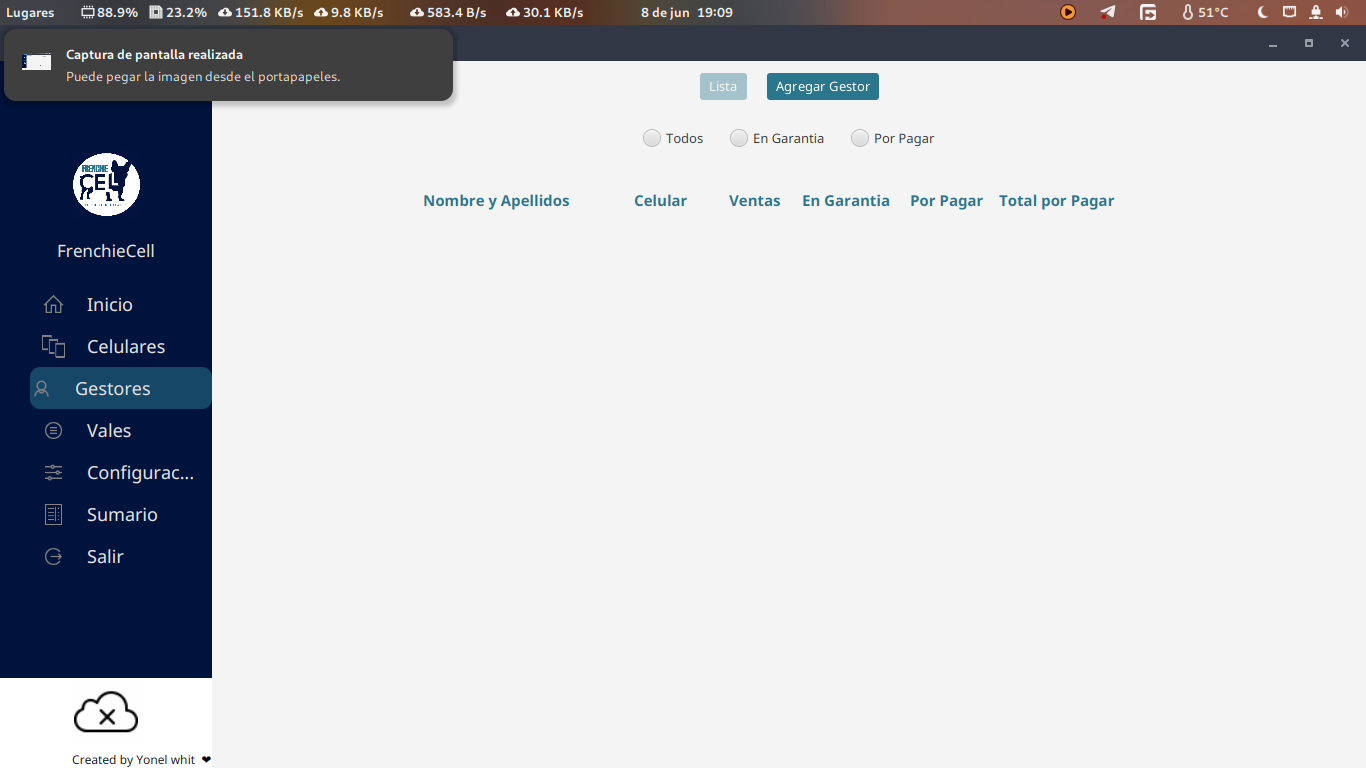 Lugares 88.9% 23.2% 151.8 KB/s 9.8 KB/s 583.4 B/s 30.1 KB/s 8 de jun 19:09 51°C
Captura de pantalla realizada
Puede pegar la imagen desde el portapapeles.
Lista Agregar Gestor
Todos En Garantia Por Pagar
Nombre y Apellidos Celular Ventas En Garantia Por Pagar Total por Pagar
FRENCHIE
CEL
FrenchieCell
Inicio
Celulares
Gestores
Vales
Configurac...
Sumario
Salir
Created by Yonel whit ❤